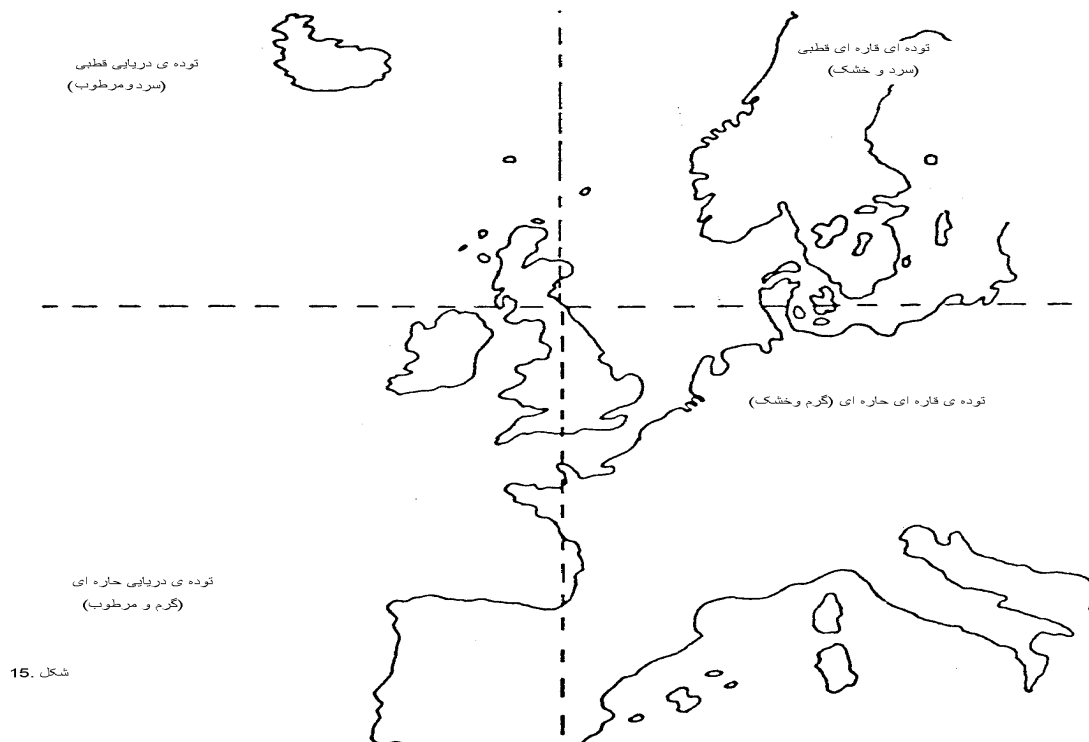 توده ای قاره ای قطبی
(سرد و خشک)
توده ی دریایی قطبی
(سرد و مرطوب)
توده ی قاره ای حاره ای (گرم وخشک)
توده ی دریایی حاره ای
(گرم و مرطوب)
شکل .15